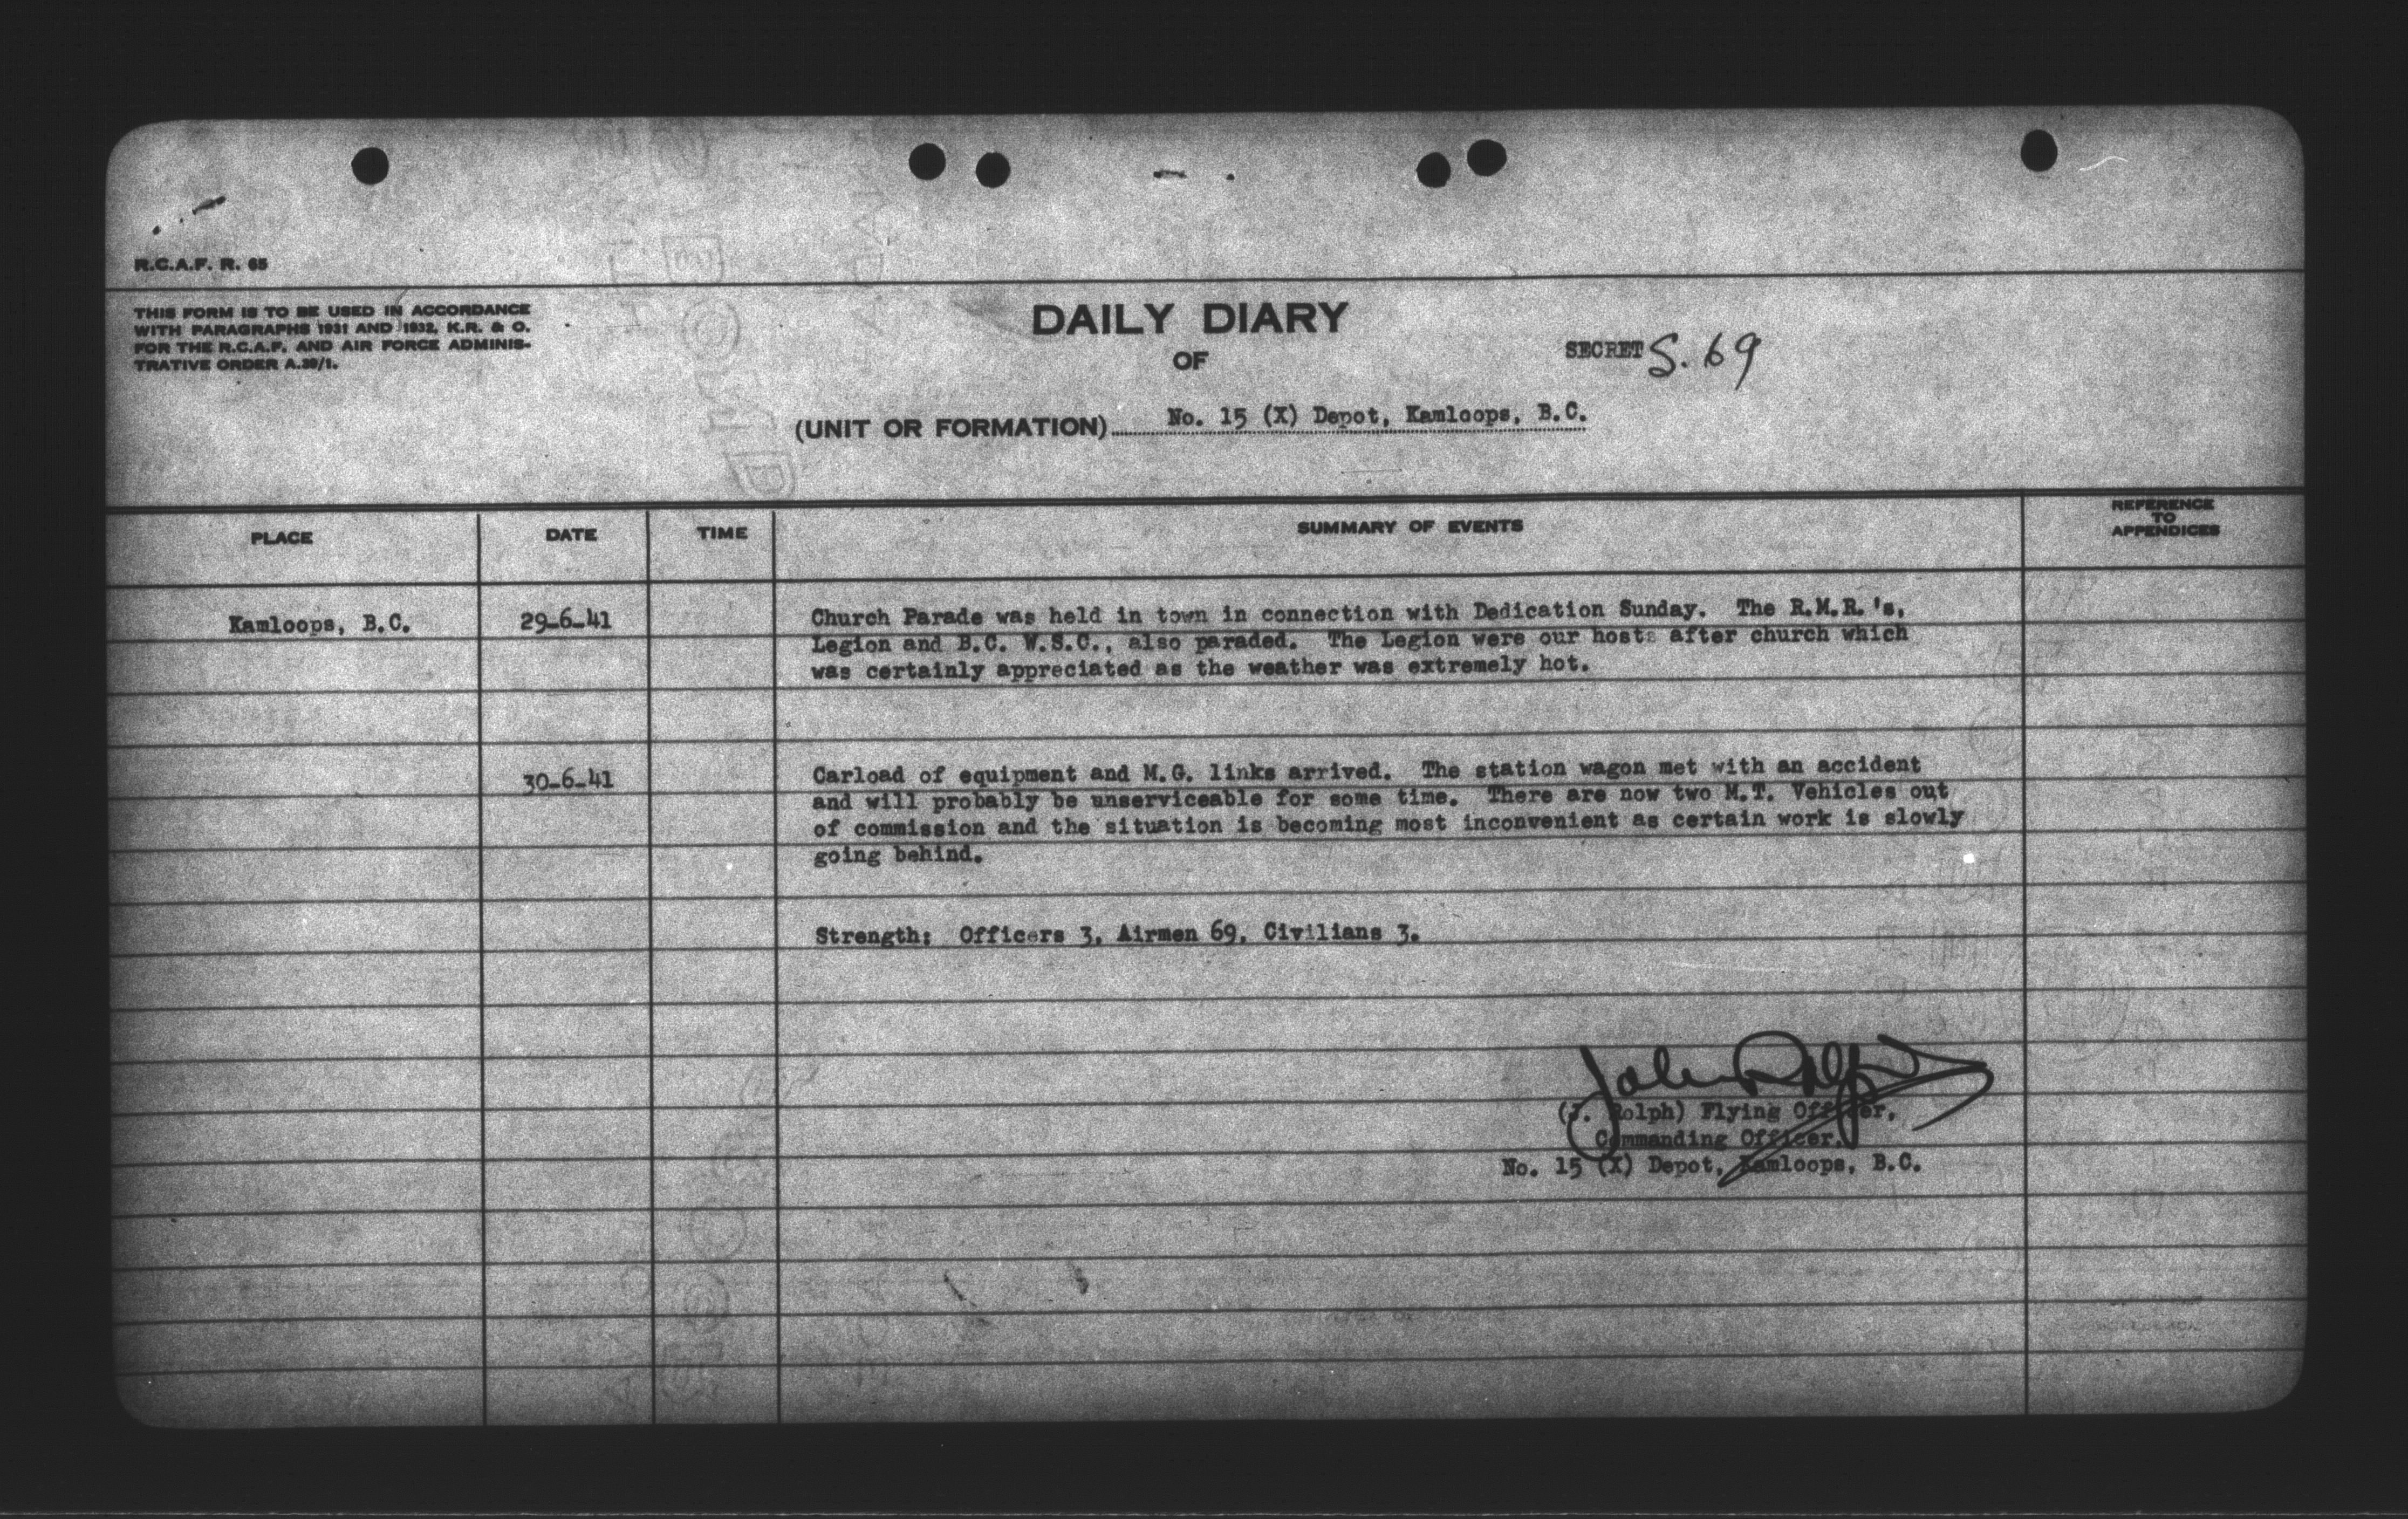 R.C.A.F. R. 65
THIS FORM IS TO BE USED IN ACCORDANCE
WITH PARAGRAPHS 1931 AND 1932, K.R. & O.
FOR THE R.C.A.F. AND AIR FORCE ADMINIS-
TRATIVE ORDER A.39/1.
DAILY DIARY
OF
SECRET S. 69
(UNIT OR FORMATION) No. 15 (X) Depot, Kamloops, B.C.
PLACE DATE TIME SUMMARY OF EVENTS REFERENCE TO APPENDICES
Kamloops, B.C. 29-6-41 Church Parade was held in town in connection with Dedication Sunday. The R.M.R.'s,
Legion and B.C. W.S.C., also paraded. The Legion were our hosts after church which
was certainly appreciated as the weather was extremely hot.
30-6-41 Carload of equipment and M.G. links arrived. The station wagon met with an accident
and will probably be unserviceable for some time. There are now two M.T. Vehicles out
of commission and the situation is becoming most inconvenient as certain work is slowly
going behind.
Strength: Officers 3, Airmen 69, Civilians 3.
John Rolph
(J. Rolph) Flying Officer,
Commanding Officer,
No. 15 (X) Depot, Kamloops, B.C.